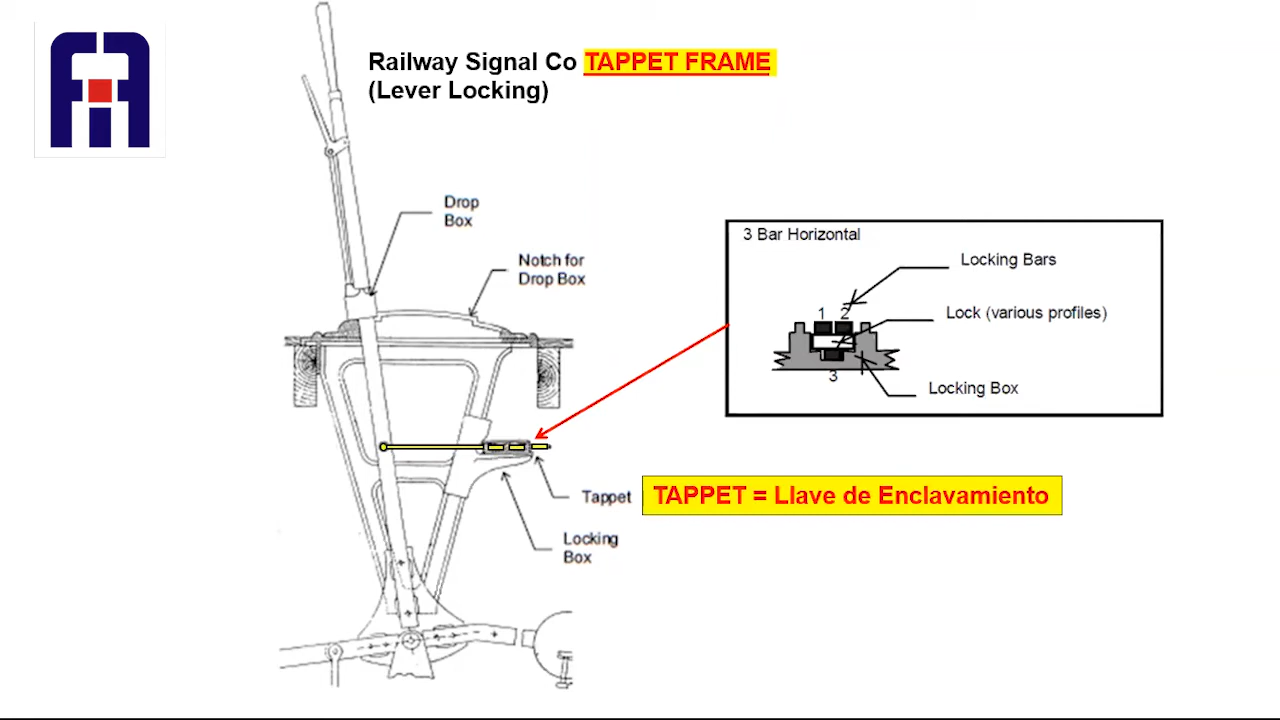 Railway Signal Co TAPPET FRAME
(Lever Locking)
Drop
Box
Notch for
Drop Box
3 Bar Horizontal
Locking Bars
1 2
Lock (various profiles)
3
Locking Box
Tappet
TAPPET = Llave de Enclavamiento
Locking
Box